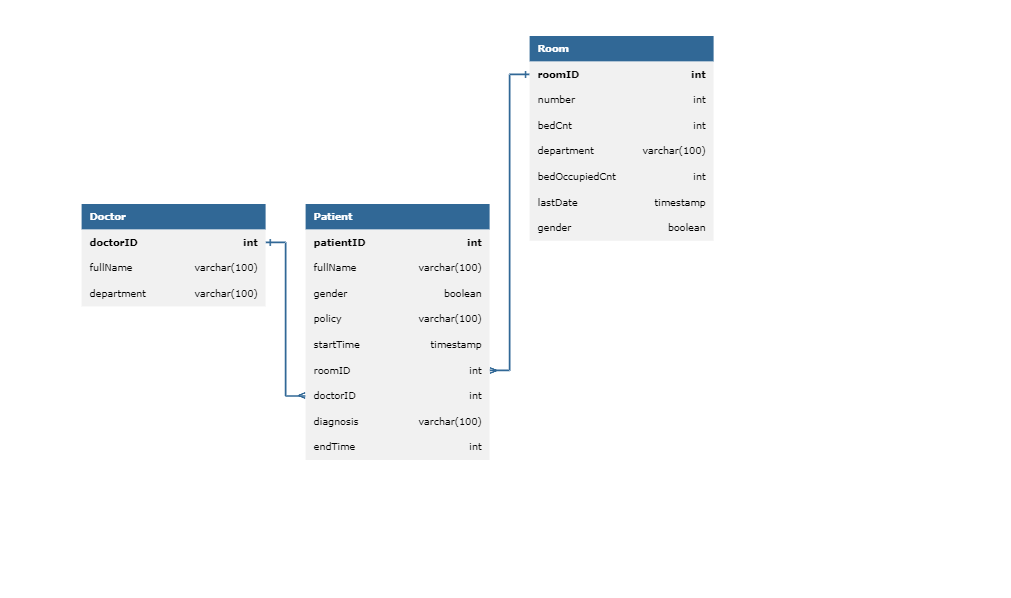 Room
roomID int
number int
bedCnt int
department varchar(100)
bedOccupiedCnt int
lastDate timestamp
gender boolean
Doctor
doctorID int
fullName varchar(100)
department varchar(100)
Patient
patientID int
fullName varchar(100)
gender boolean
policy varchar(100)
startTime timestamp
roomID int
doctorID int
diagnosis varchar(100)
endTime int